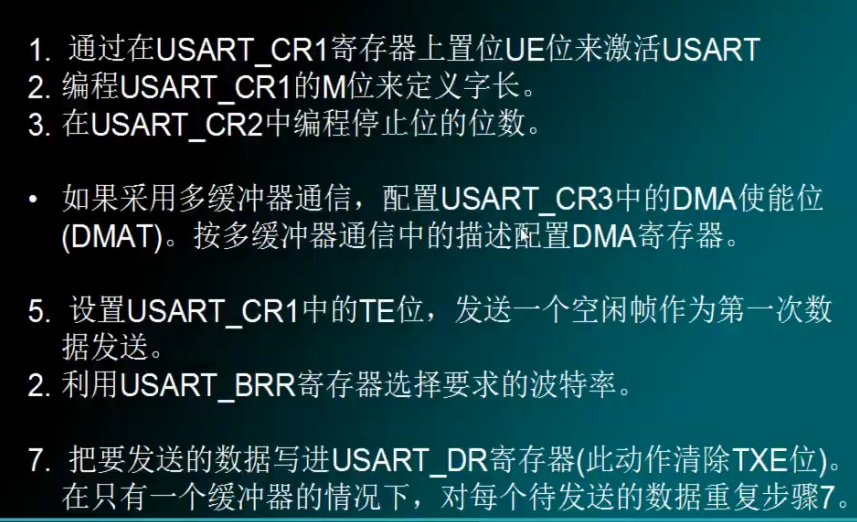 1. 通过在USART_CR1寄存器上置位UE位来激活USART
2. 编程USART_CR1的M位来定义字长。
3. 在USART_CR2中编程停止位的位数。
• 如果采用多缓冲器通信，配置USART_CR3中的DMA使能位
(DMAT)。按多缓冲器通信中的描述配置DMA寄存器。
5. 设置USART_CR1中的TE位，发送一个空闲帧作为第一次数
据发送。
2. 利用USART_BRR寄存器选择要求的波特率。
7. 把要发送的数据写进USART_DR寄存器(此动作清除TXE位)。
在只有一个缓冲器的情况下，对每个待发送的数据重复步骤7。